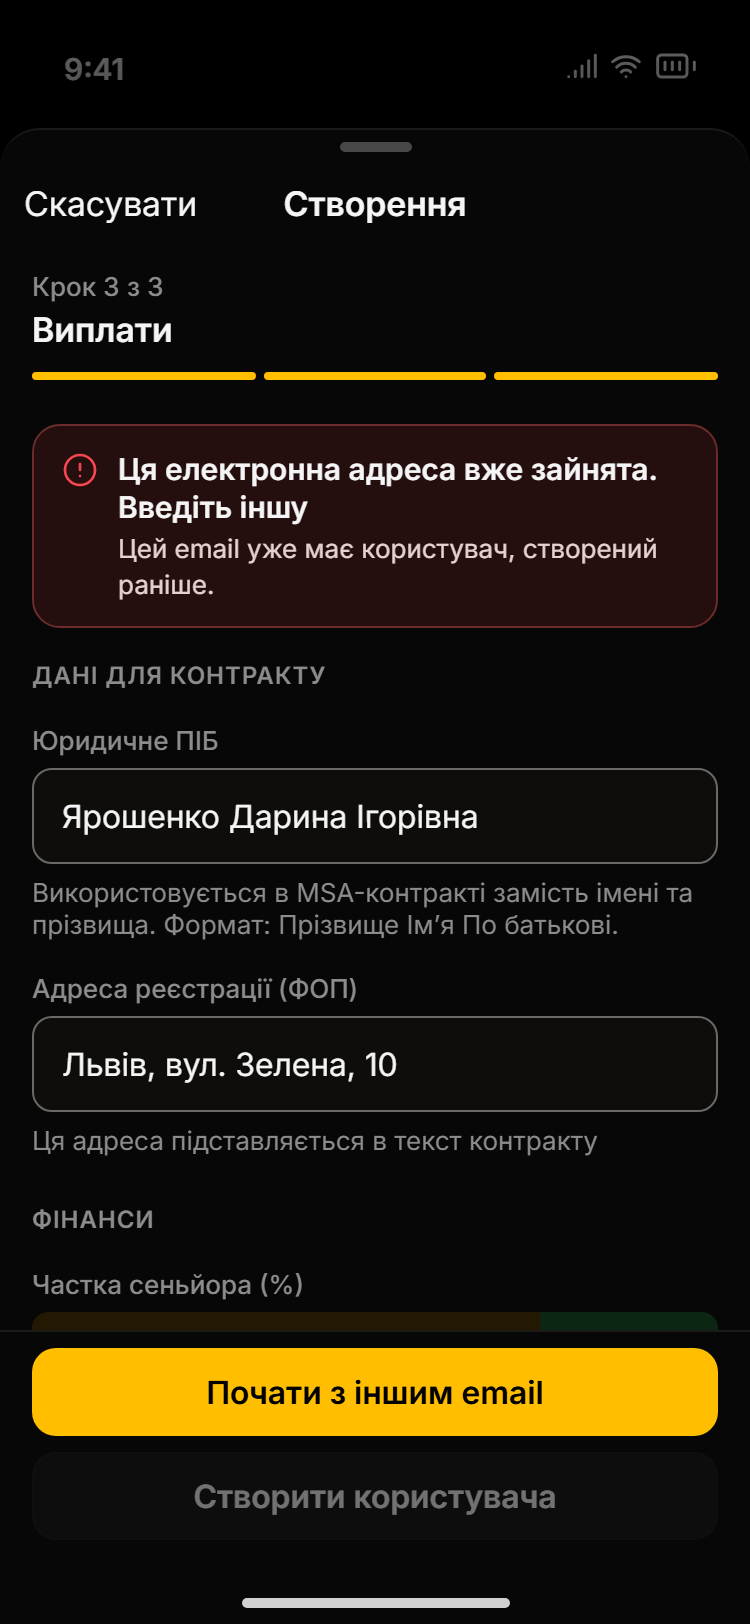 9:41
Скасувати
Створення
Крок 3 з 3
Виплати
Ця електронна адреса вже зайнята.
Введіть іншу
Цей email уже має користувач, створений
раніше.
ДАНІ ДЛЯ КОНТРАКТУ
Юридичне ПІБ
Ярошенко Дарина Ігорівна
Використовується в MSA-контракті замість імені та
прізвища. Формат: Прізвище Ім’я По батькові.
Адреса реєстрації (ФОП)
Львів, вул. Зелена, 10
Ця адреса підставляється в текст контракту
ФІНАНСИ
Частка сеньйора (%)
Почати з іншим email
Створити користувача